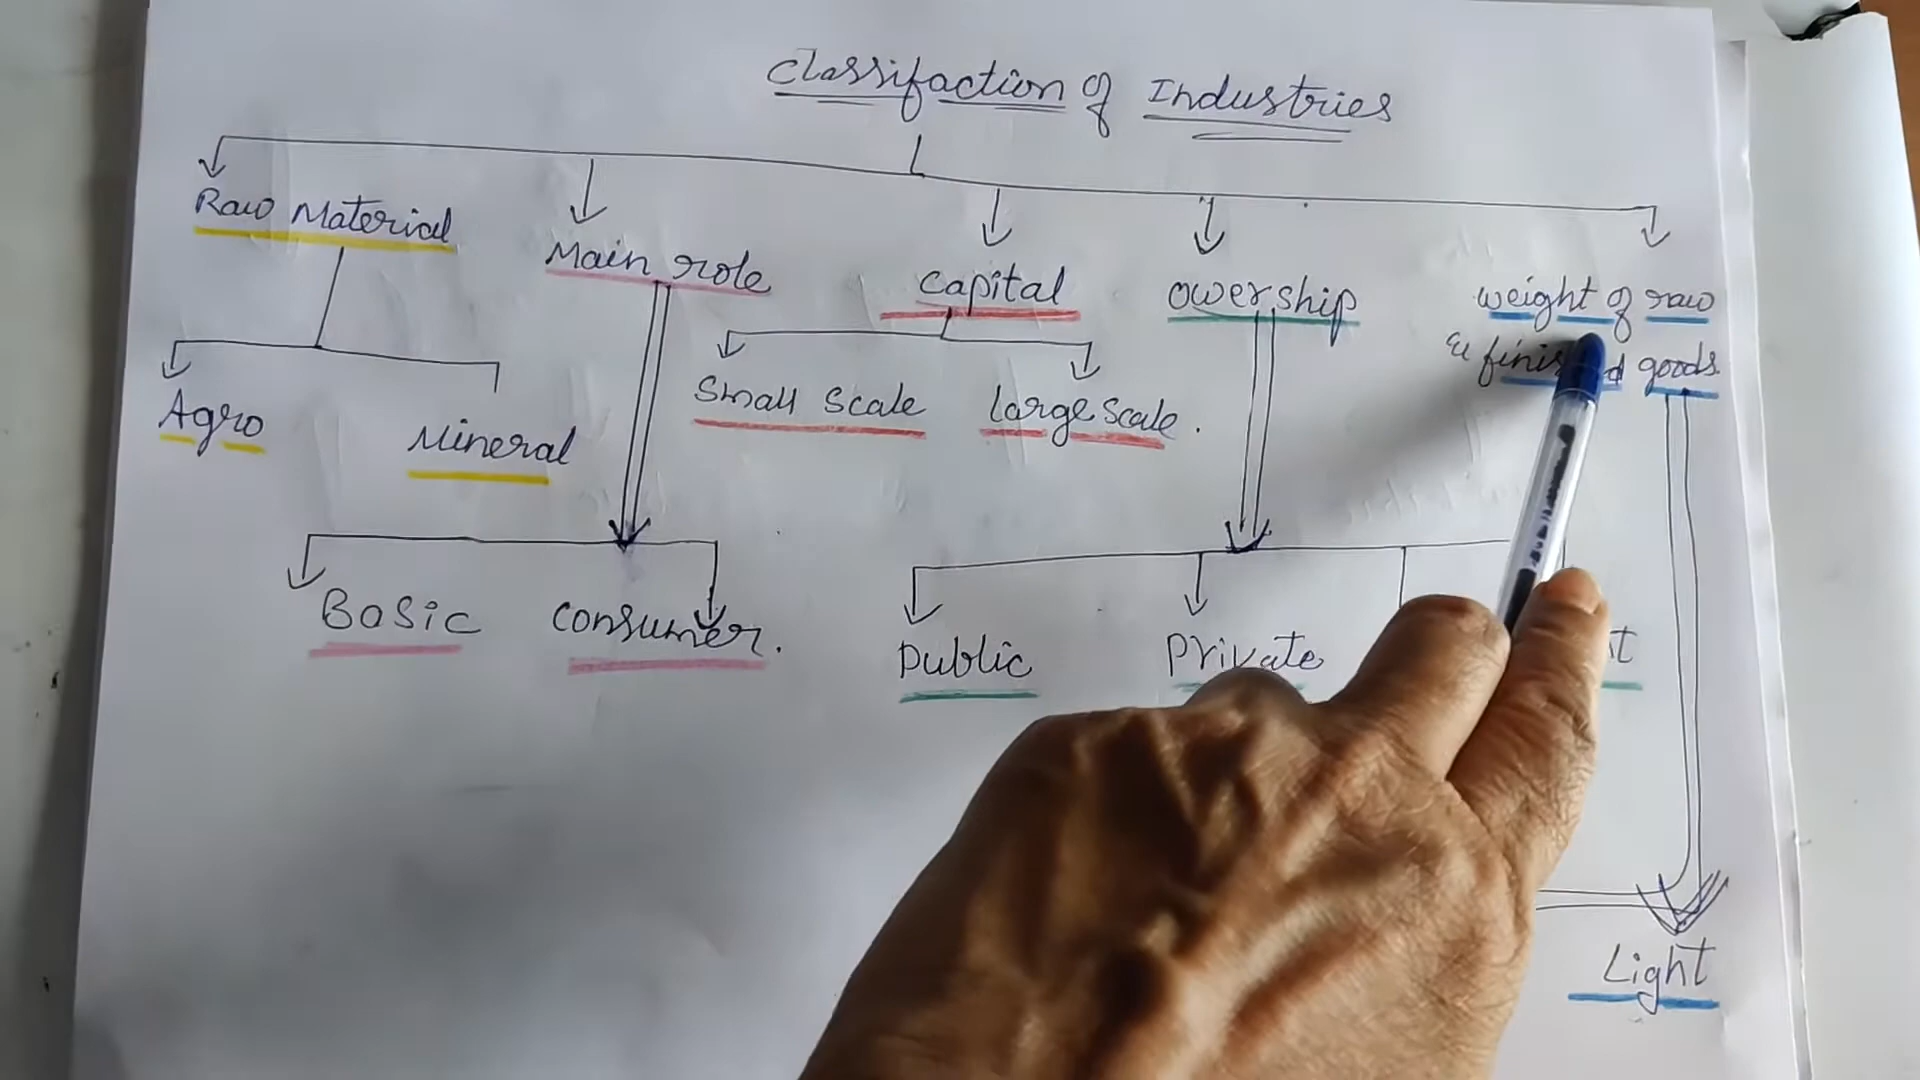 Classifaction of Industries
Raw Material
Main role
Capital
Owership
weight of raw
& goods
Small Scale
Large Scale.
Agro
Mineral
Basic
Consumer.
Public
Private
Light